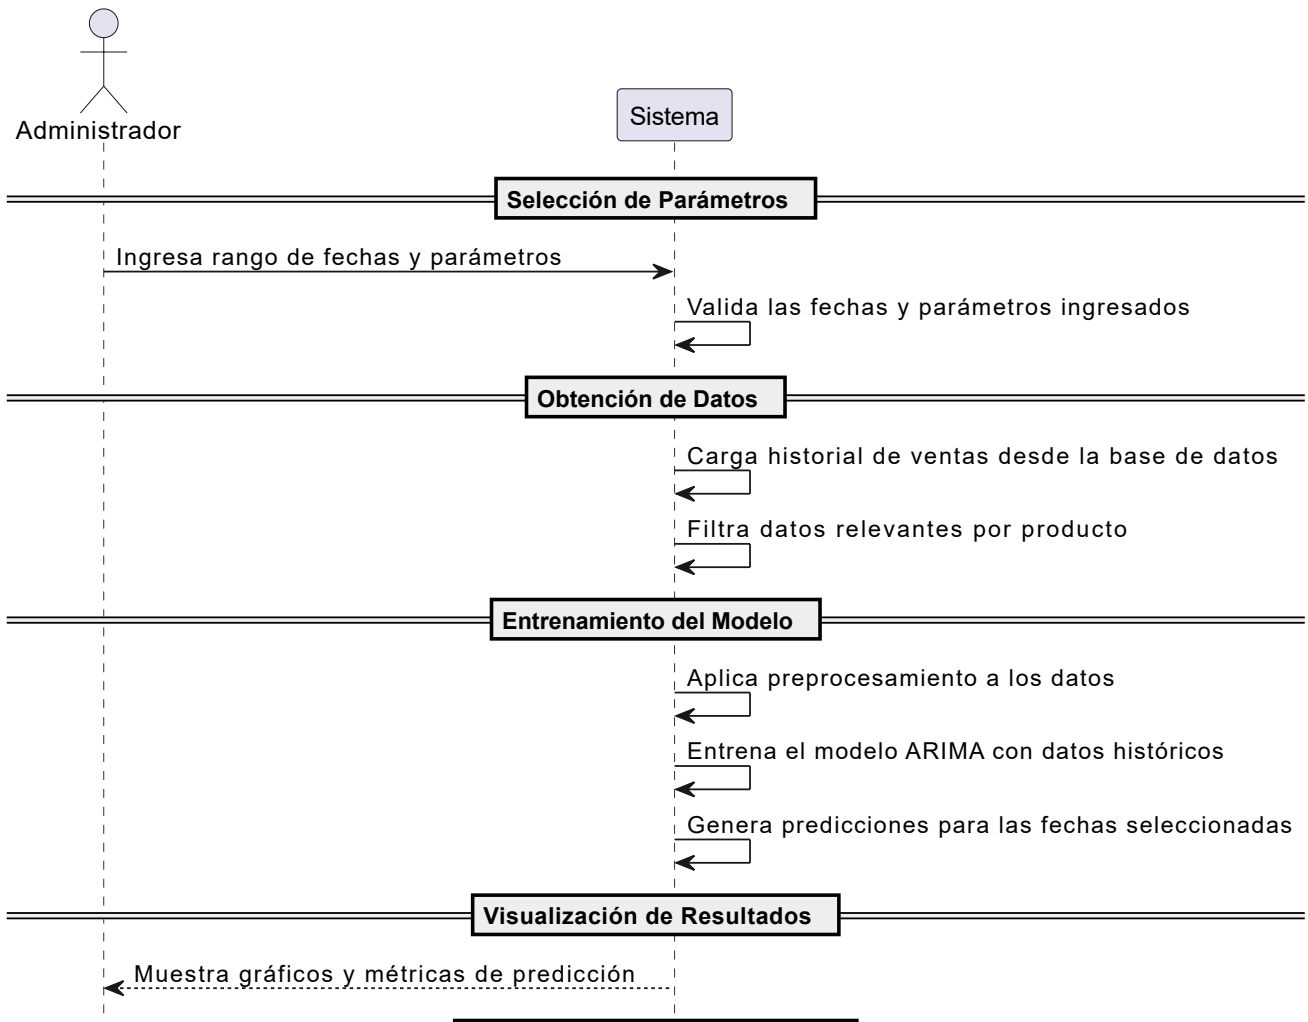 Administrador
Sistema
Selección de Parámetros
Ingresa rango de fechas y parámetros
Valida las fechas y parámetros ingresados
Obtención de Datos
Carga historial de ventas desde la base de datos
Filtra datos relevantes por producto
Entrenamiento del Modelo
Aplica preprocesamiento a los datos
Entrena el modelo ARIMA con datos históricos
Genera predicciones para las fechas seleccionadas
Visualización de Resultados
Muestra gráficos y métricas de predicción